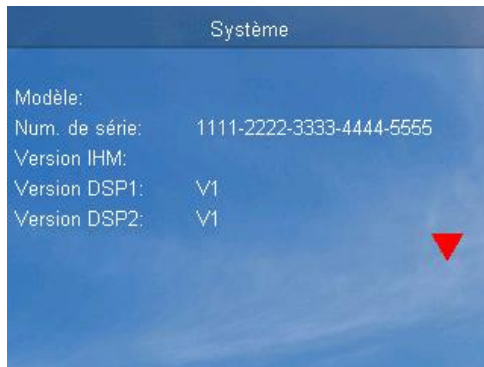 Système
Modèle:
Num. de série: 1111-2222-3333-4444-5555
Version IHM:
Version DSP1: V1
Version DSP2: V1